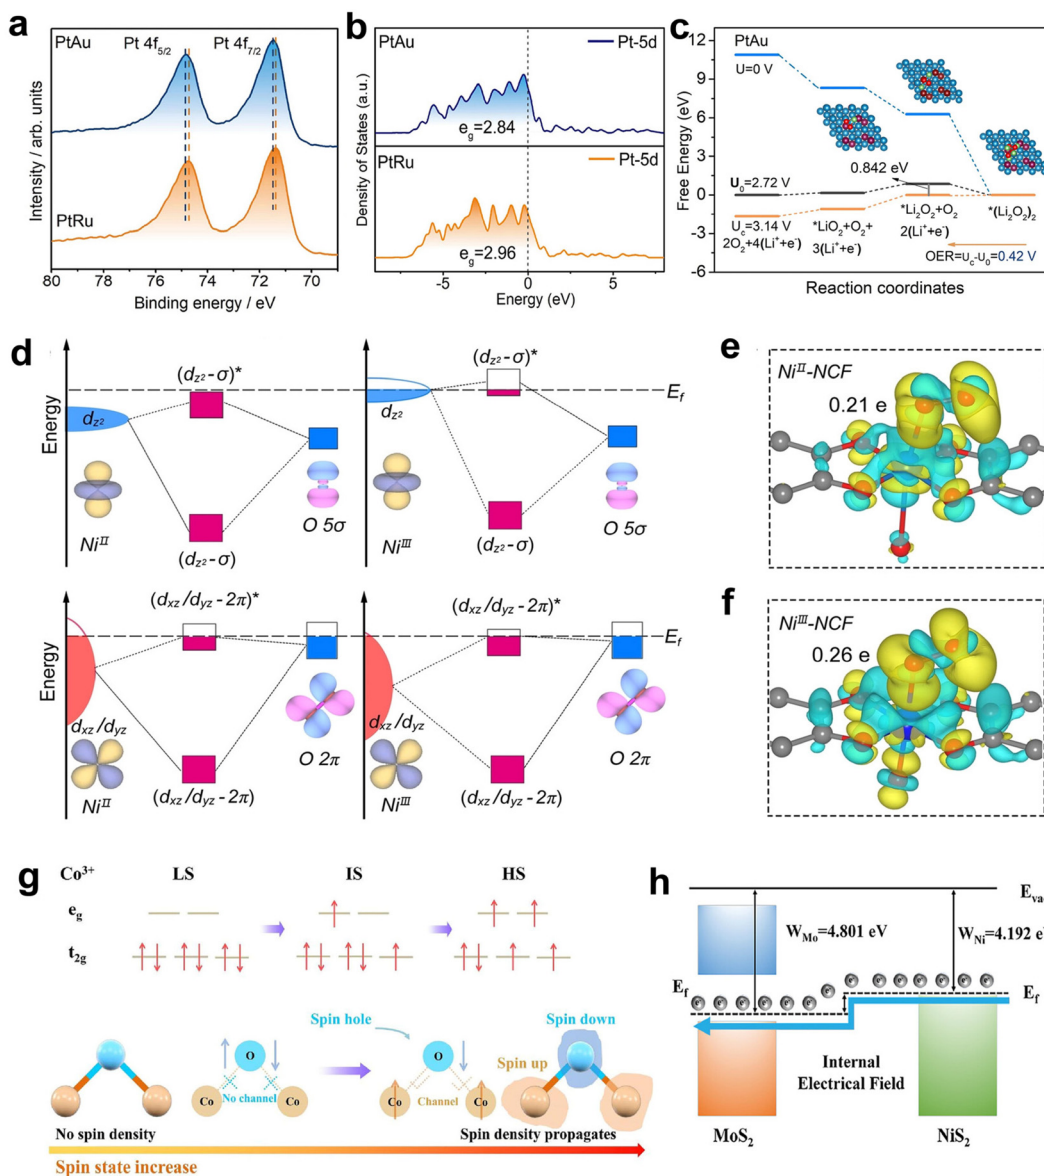 a
PtAu
Pt 4f5/2
Pt 4f7/2
PtRu
Intensity / arb. units
80 78 76 74 72 70
Binding energy / eV
b
PtAu
Pt-5d
eg=2.84
PtRu
Pt-5d
eg=2.96
Density of States (a.u.)
-5 0 5
Energy (eV)
c
PtAu
U=0 V
12
9
6
3
0
-3
-6
Free Energy (eV)
0.842 eV
U0=2.72 V
Uc=3.14 V
2O2+4(Li++e-)
*LiO2+O2+
3(Li++e-)
*Li2O2+O2
2(Li++e-)
*(Li2O2)2
OER=Uc-U0=0.42 V
Reaction coordinates
d
Energy
(dz2-σ)*
dz2
NiII
(dz2-σ)
O 5σ
(dz2-σ)*
Ef
dz2
NiIII
(dz2-σ)
O 5σ
Energy
(dxz/dyz-2π)*
dxz/dyz
NiII
(dxz/dyz-2π)
O 2π
(dxz/dyz-2π)*
Ef
dxz/dyz
NiIII
(dxz/dyz-2π)
O 2π
e
NiII-NCF
0.21 e
f
NiIII-NCF
0.26 e
g
Co3+ LS IS HS
eg
t2g
Spin hole
Spin down
Spin up
O
Co No channel Co
O
Co Channel Co
No spin density
Spin density propagates
Spin state increase
h
Eva
WMo=4.801 eV
WNi=4.192 e
Ef
Ef
e e e e e e e e e e e e e e
Internal
Electrical Field
MoS2
NiS2